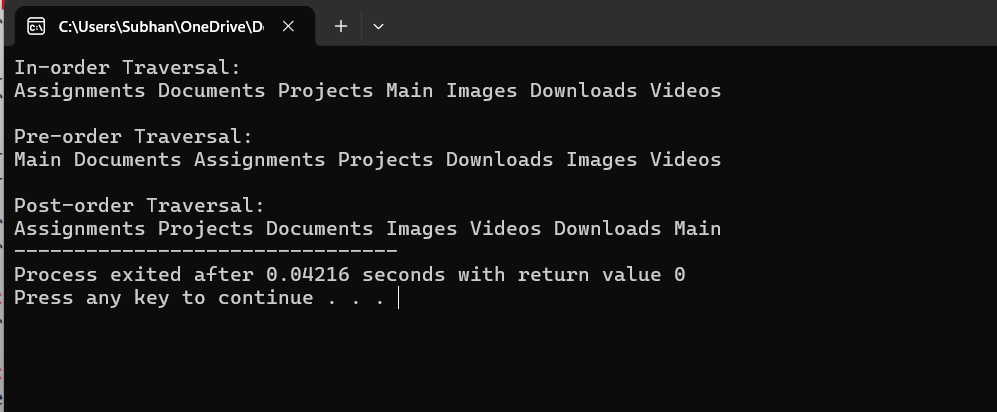 C:\Users\Subhan\OneDrive\D
In-order Traversal:
Assignments Documents Projects Main Images Downloads Videos
Pre-order Traversal:
Main Documents Assignments Projects Downloads Images Videos
Post-order Traversal:
Assignments Projects Documents Images Videos Downloads Main
--------------------------------
Process exited after 0.04216 seconds with return value 0
Press any key to continue . . .